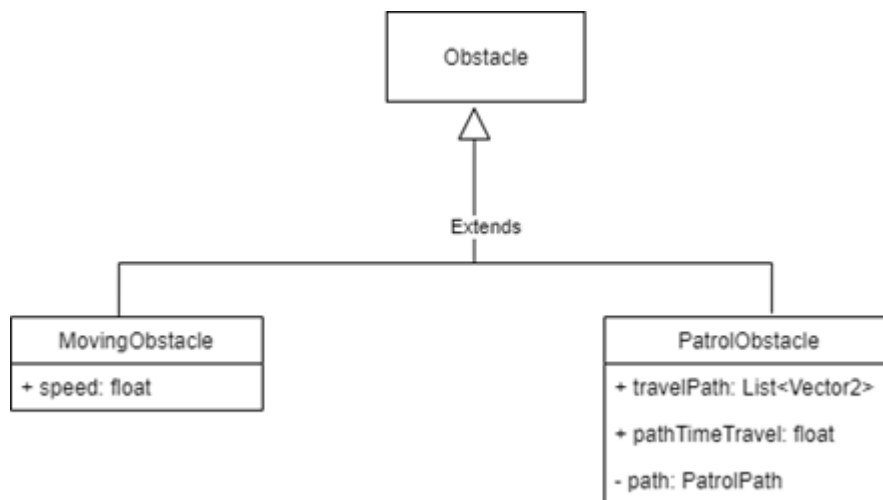 Obstacle
Extends
MovingObstacle
+ speed: float
PatrolObstacle
+ travelPath: List<Vector2>
+ pathTimeTravel: float
- path: PatrolPath